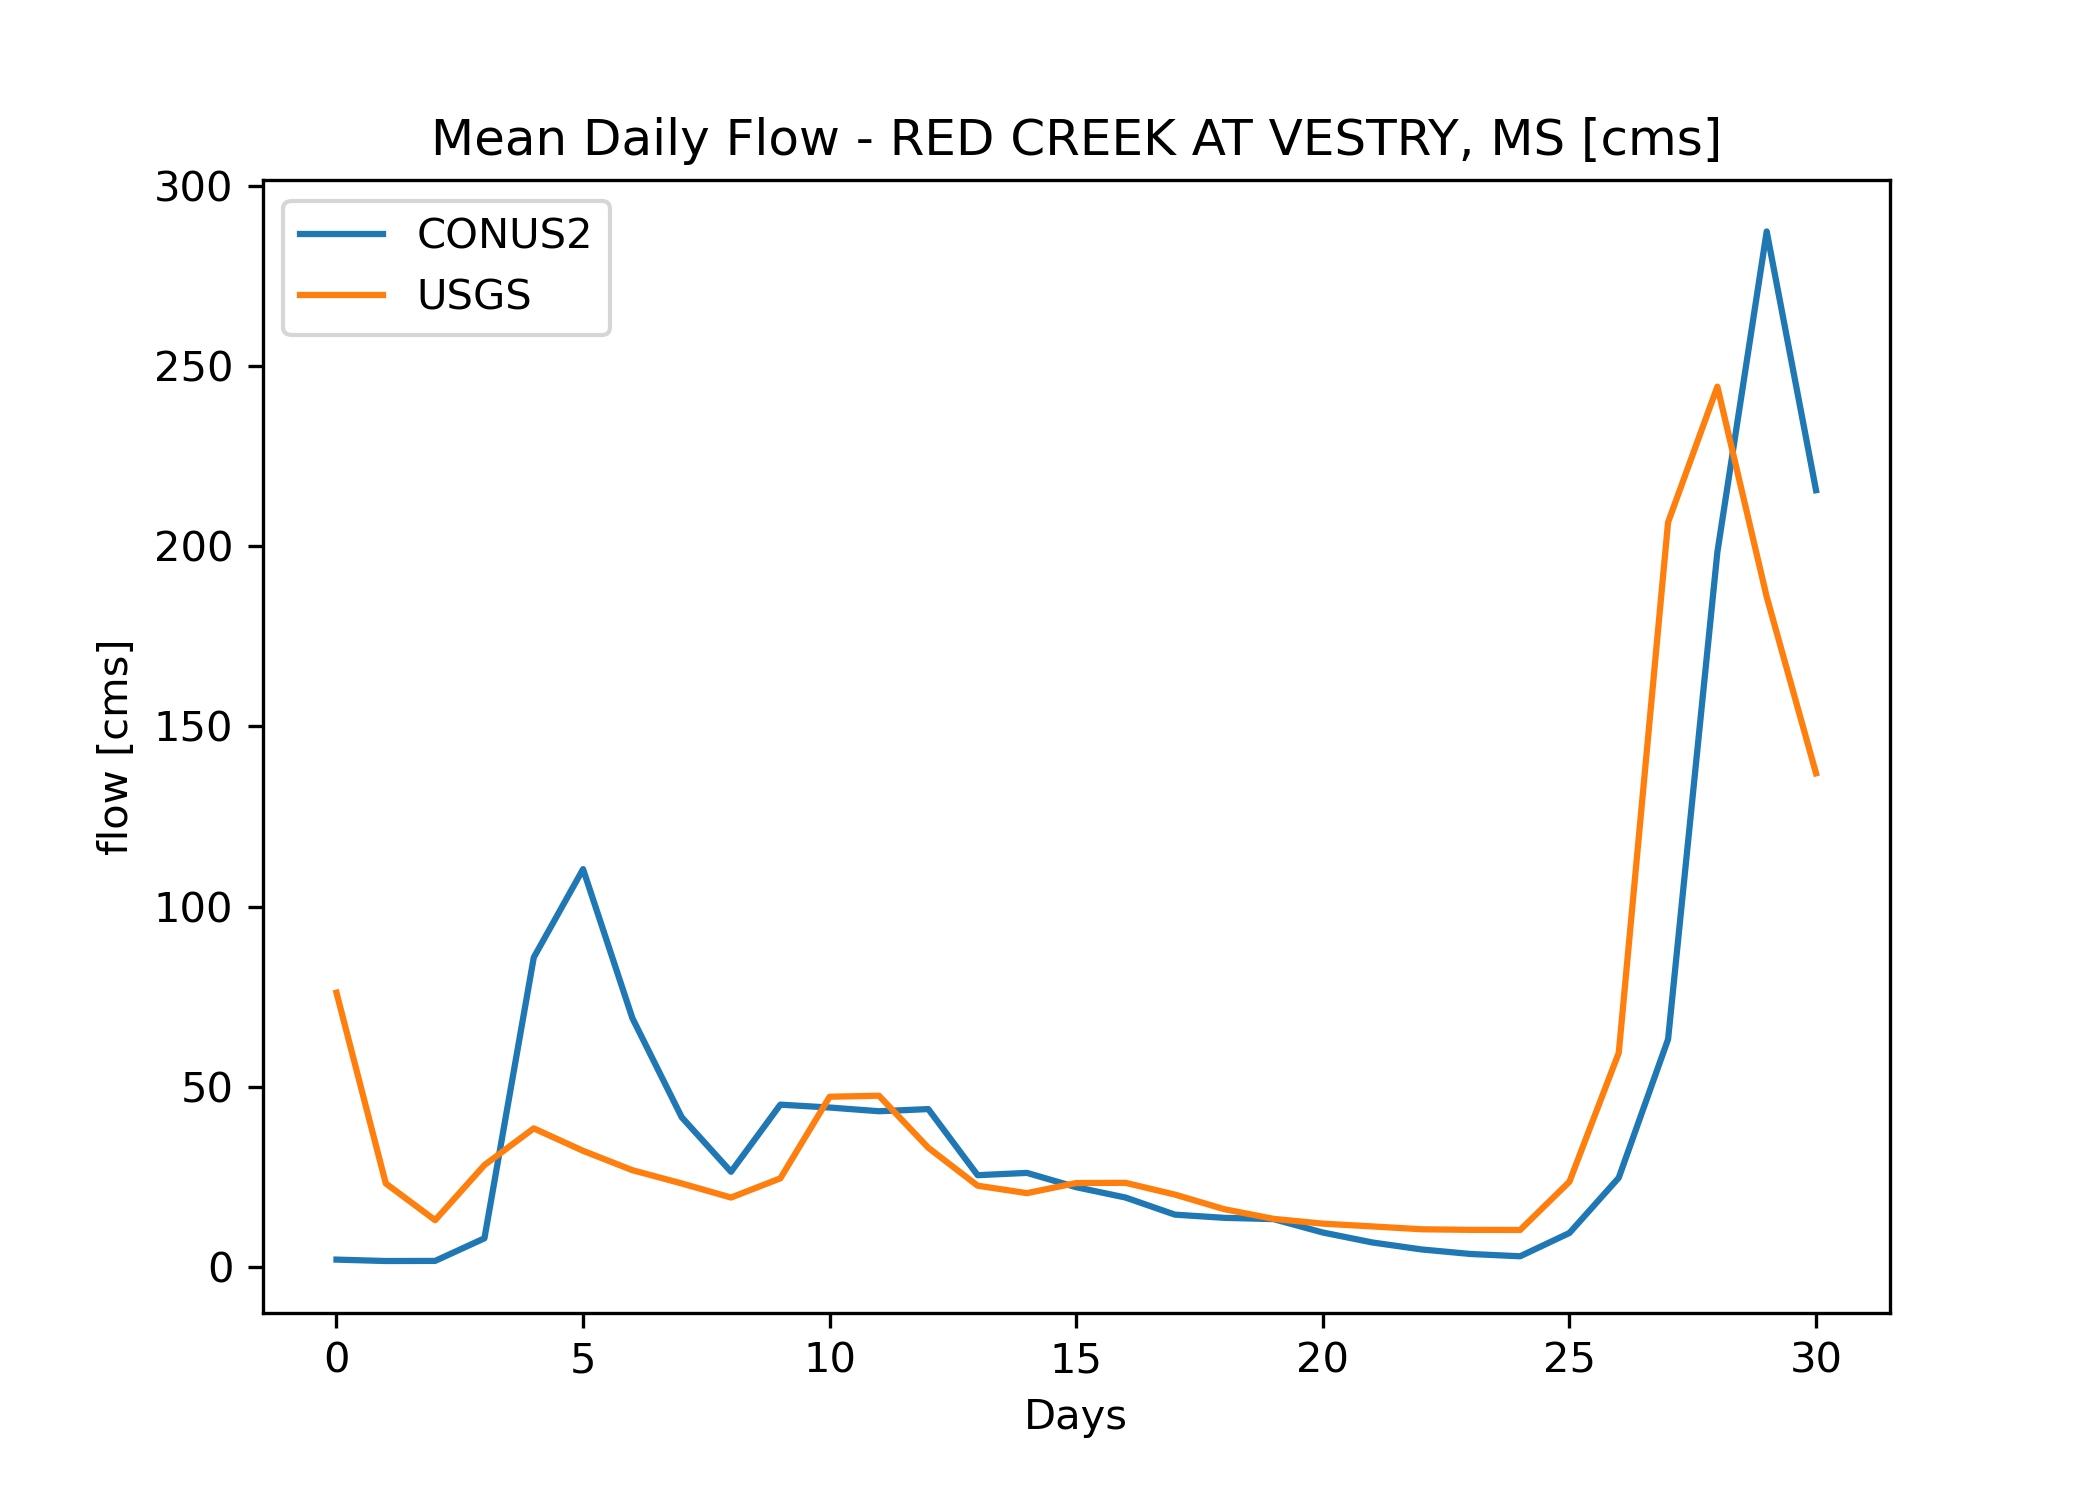 Mean Daily Flow - RED CREEK AT VESTRY, MS [cms]
CONUS2
USGS
flow [cms]
300
250
200
150
100
50
0
0 5 10 15 20 25 30
Days